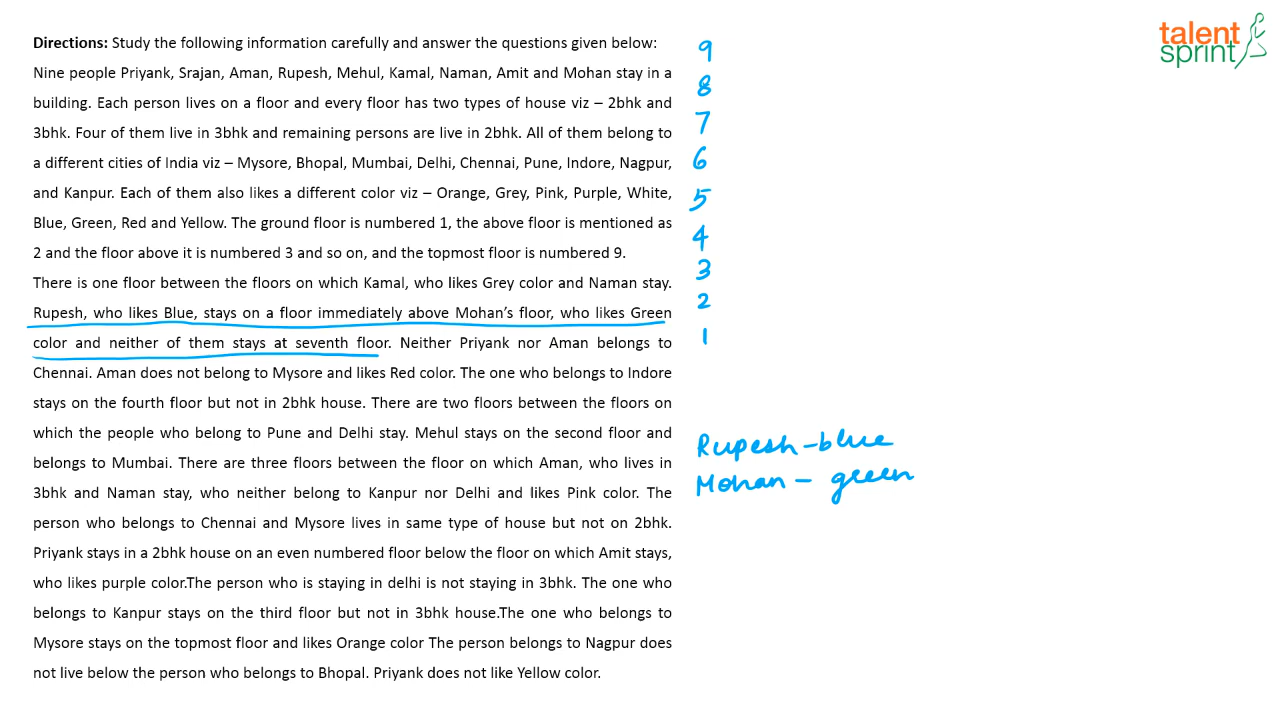 talent
sprint
Directions: Study the following information carefully and answer the questions given below:
Nine people Priyank, Srajan, Aman, Rupesh, Mehul, Kamal, Naman, Amit and Mohan stay in a
building. Each person lives on a floor and every floor has two types of house viz – 2bhk and
3bhk. Four of them live in 3bhk and remaining persons are live in 2bhk. All of them belong to
a different cities of India viz – Mysore, Bhopal, Mumbai, Delhi, Chennai, Pune, Indore, Nagpur,
and Kanpur. Each of them also likes a different color viz – Orange, Grey, Pink, Purple, White,
Blue, Green, Red and Yellow. The ground floor is numbered 1, the above floor is mentioned as
2 and the floor above it is numbered 3 and so on, and the topmost floor is numbered 9.
There is one floor between the floors on which Kamal, who likes Grey color and Naman stay.
Rupesh, who likes Blue, stays on a floor immediately above Mohan’s floor, who likes Green
color and neither of them stays at seventh floor. Neither Priyank nor Aman belongs to
Chennai. Aman does not belong to Mysore and likes Red color. The one who belongs to Indore
stays on the fourth floor but not in 2bhk house. There are two floors between the floors on
which the people who belong to Pune and Delhi stay. Mehul stays on the second floor and
belongs to Mumbai. There are three floors between the floor on which Aman, who lives in
3bhk and Naman stay, who neither belong to Kanpur nor Delhi and likes Pink color. The
person who belongs to Chennai and Mysore lives in same type of house but not on 2bhk.
Priyank stays in a 2bhk house on an even numbered floor below the floor on which Amit stays,
who likes purple color.The person who is staying in delhi is not staying in 3bhk. The one who
belongs to Kanpur stays on the third floor but not in 3bhk house.The one who belongs to
Mysore stays on the topmost floor and likes Orange color The person belongs to Nagpur does
not live below the person who belongs to Bhopal. Priyank does not like Yellow color.
9
8
7
6
5
4
3
2
1
Rupesh - blue
Mohan - green